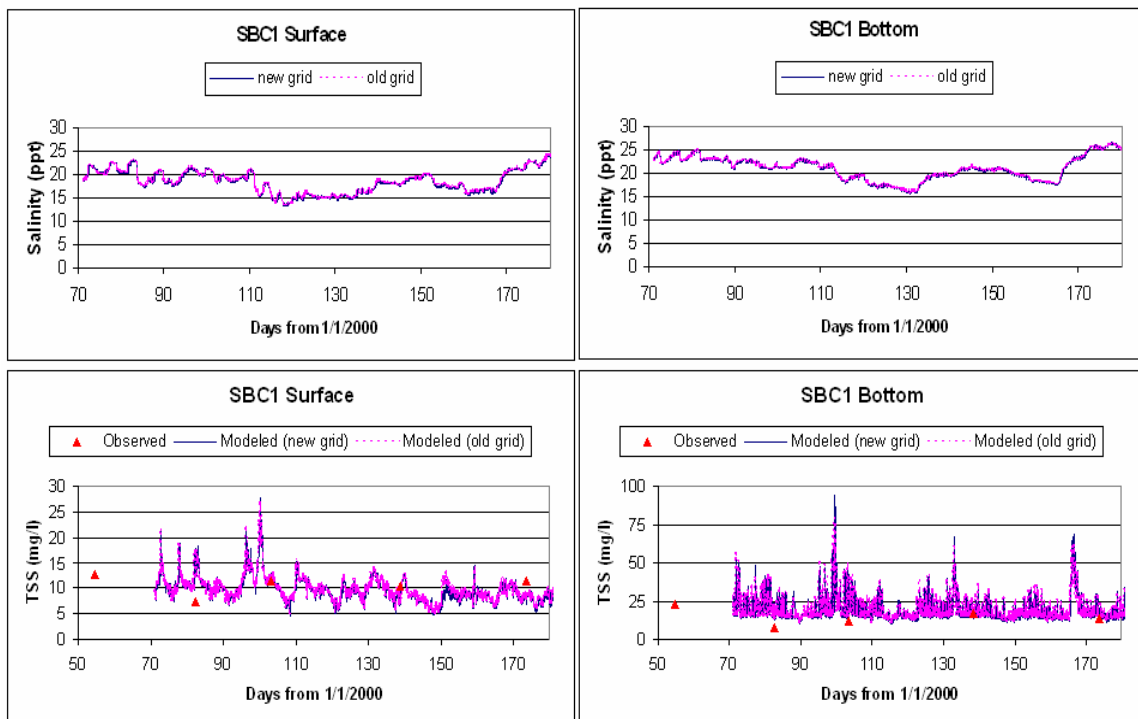 SBC1 Surface
new grid old grid
Salinity (ppt)
30
25
20
15
10
5
0
70 90 110 130 150 170
Days from 1/1/2000
SBC1 Bottom
new grid old grid
Salinity (ppt)
30
25
20
15
10
5
0
70 90 110 130 150 170
Days from 1/1/2000
SBC1 Surface
Observed Modeled (new grid) Modeled (old grid)
TSS (mg/l)
30
25
20
15
10
5
0
50 70 90 110 130 150 170
Days from 1/1/2000
SBC1 Bottom
Observed Modeled (new grid) Modeled (old grid)
TSS (mg/l)
100
75
50
25
0
50 70 90 110 130 150 170
Days from 1/1/2000